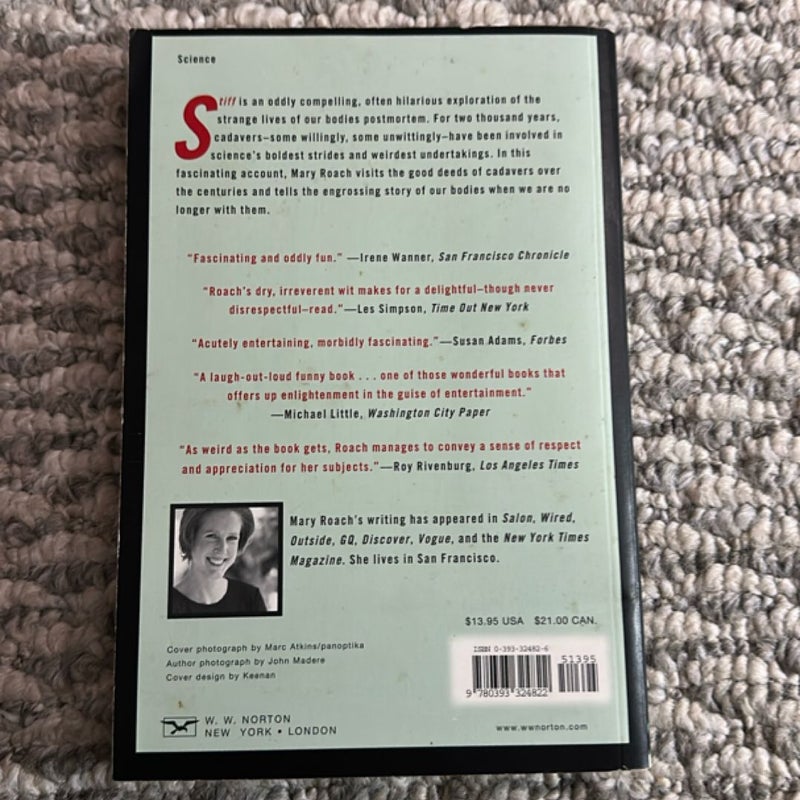 Science
Stiff is an oddly compelling, often hilarious exploration of the
strange lives of our bodies postmortem. For two thousand years,
cadavers—some willingly, some unwittingly—have been involved in
science's boldest strides and weirdest undertakings. In this
fascinating account, Mary Roach visits the good deeds of cadavers over
the centuries and tells the engrossing story of our bodies when we are no
longer with them.
"Fascinating and oddly fun." —Irene Wanner, San Francisco Chronicle
"Roach's dry, irreverent wit makes for a delightful—though never
disrespectful—read."—Les Simpson, Time Out New York
"Acutely entertaining, morbidly fascinating."—Susan Adams, Forbes
"A laugh-out-loud funny book . . . one of those wonderful books that
offers up enlightenment in the guise of entertainment."
—Michael Little, Washington City Paper
"As weird as the book gets, Roach manages to convey a sense of respect
and appreciation for her subjects."—Roy Rivenburg, Los Angeles Times
Mary Roach's writing has appeared in Salon, Wired,
Outside, GQ, Discover, Vogue, and the New York Times
Magazine. She lives in San Francisco.
$13.95 USA $21.00 CAN.
Cover photograph by Marc Atkins/panoptika
Author photograph by John Madere
Cover design by Keenan
ISBN 0-393-32482-6
51395
9 780393 324822
W. W. NORTON
NEW YORK • LONDON
www.wwnorton.com